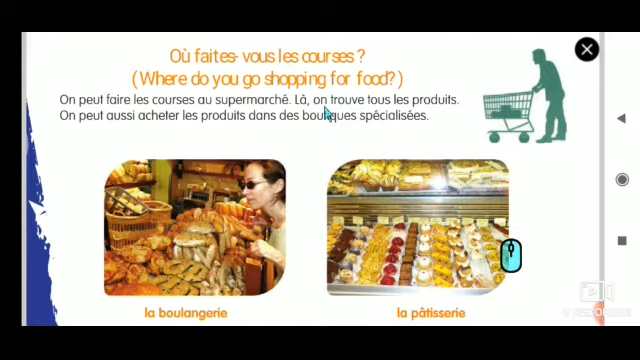 Où faites-vous les courses ?
(Where do you go shopping for food?)
On peut faire les courses au supermarché. Là, on trouve tous les produits.
On peut aussi acheter les produits dans des boutiques spécialisées.
la boulangerie
la pâtisserie
V RECORDER